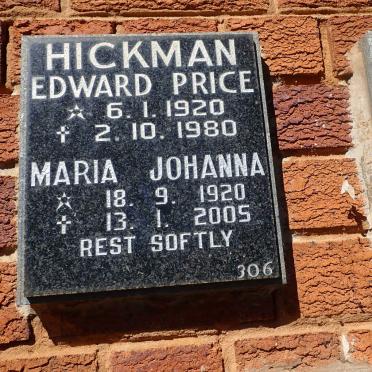 HICKMAN
EDWARD PRICE
☆ 6. 1. 1920
✝ 2. 10. 1980
MARIA JOHANNA
☆ 18. 9. 1920
✝ 13. 1. 2005
REST SOFTLY
306